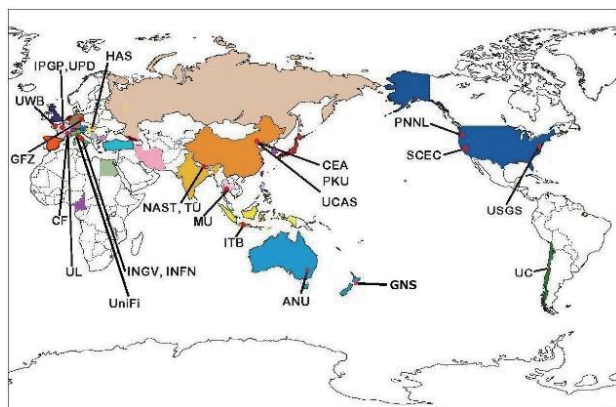 IPGP, UPD
HAS
UWB
GFZ
CF
UL
INGV, INFN
UniFi
NAST, TU
MU
ITB
CEA
PKU
UCAS
ANU
GNS
PNNL
SCEC
USGS
UC